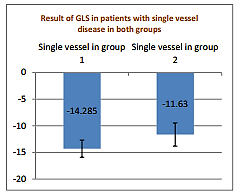 Result of GLS in patients with single vessel
disease in both groups
Single vessel in group
1
Single vessel in group
2
0
-5
-10
-15
-20
-14.285
-11.63